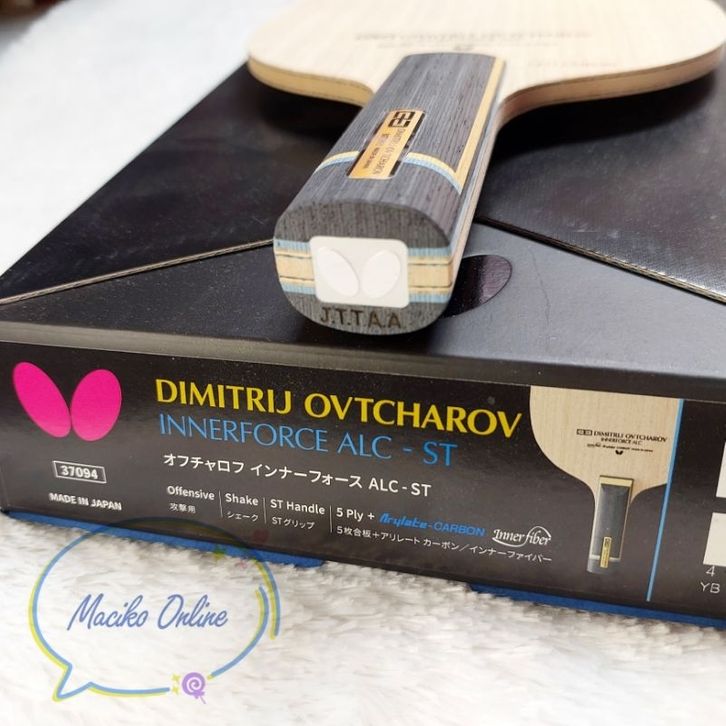 DIMITRIJ OVTCHAROV
J.T.T.A.A
DIMITRIJ OVTCHAROV
INNERFORCE ALC - ST
オフチャロフ インナーフォース ALC - ST
37094
MADE IN JAPAN
Offensive
攻撃用
Shake
シェーク
ST Handle
STグリップ
5 Ply + Arylate-CARBON
5枚合板+アリレート カーボン/インナーファイバー
Innerfiber
DIMITRIJ OVTCHAROV
INNERFORCE ALC
4
YB
Maciko Online